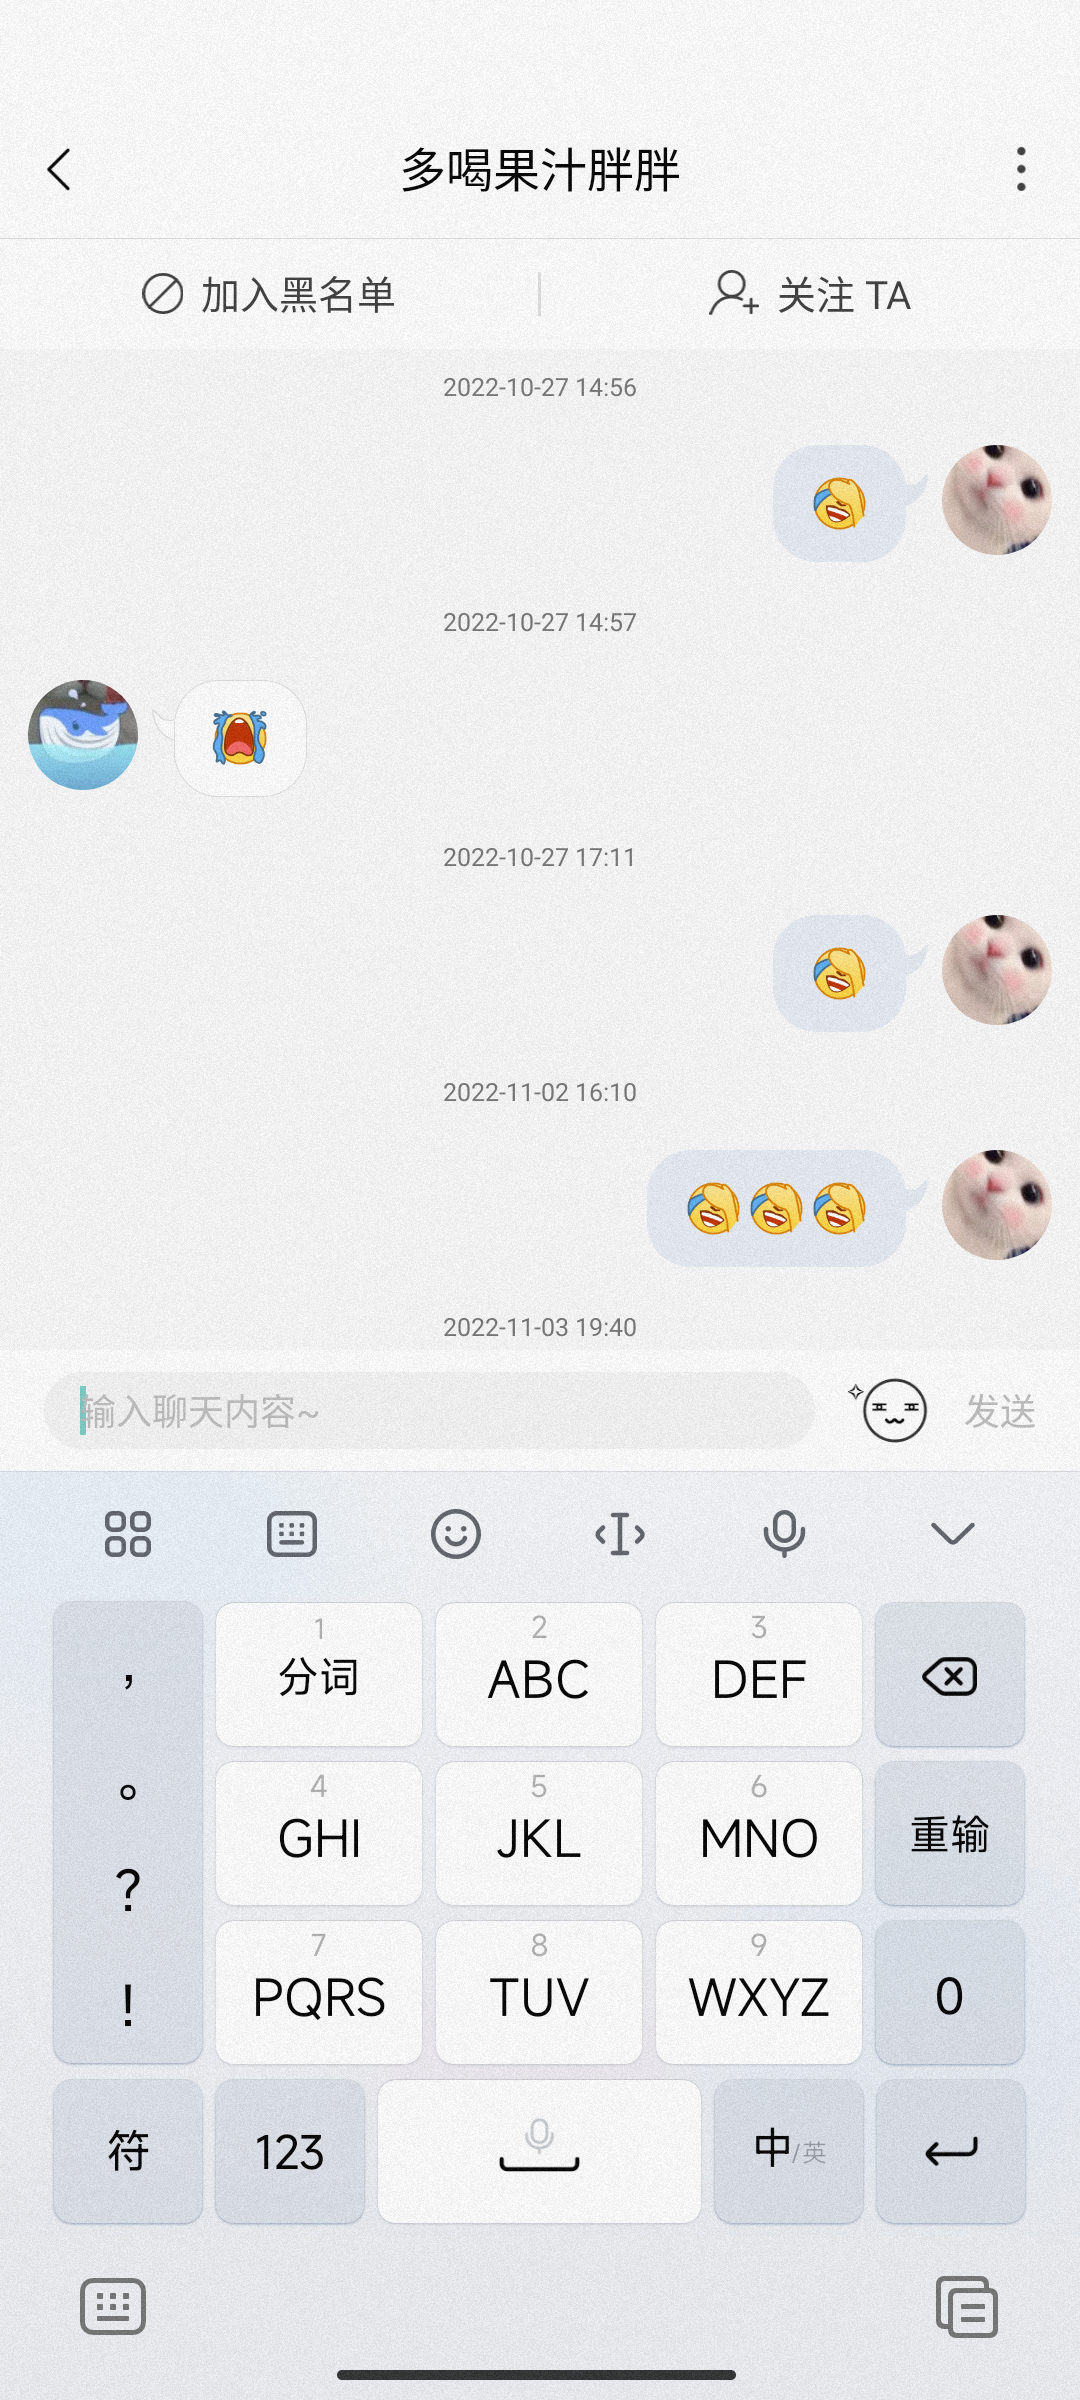 多喝果汁胖胖
加入黑名单
关注 TA
2022-10-27 14:56
2022-10-27 14:57
2022-10-27 17:11
2022-11-02 16:10
2022-11-03 19:40
输入聊天内容~
发送
,
1
分词
2
ABC
3
DEF
。
4
GHI
5
JKL
6
MNO
重输
?
7
PQRS
8
TUV
9
WXYZ
0
!
符
123
中/英